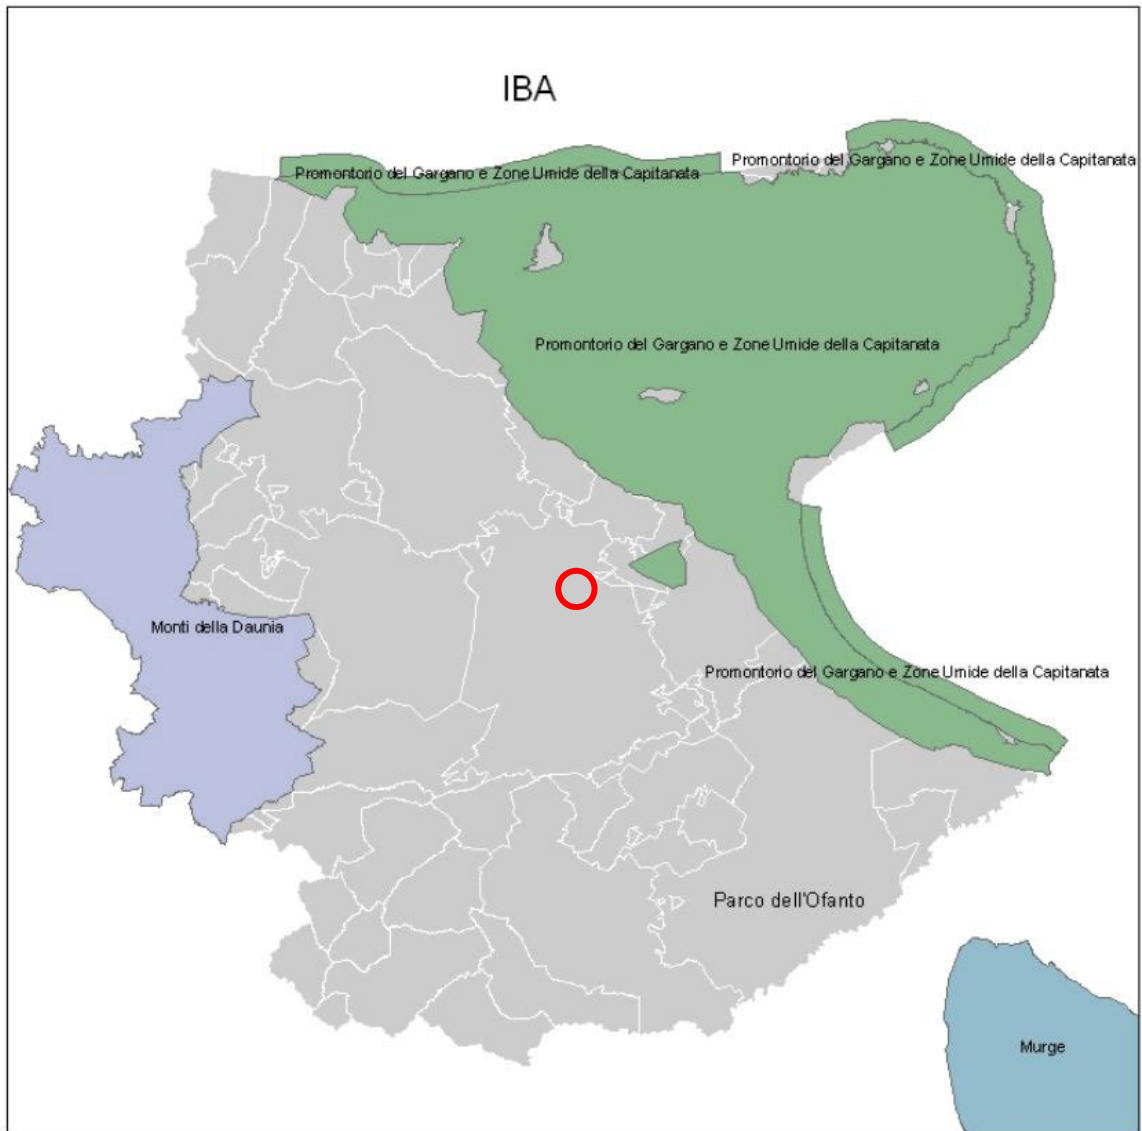 IBA
Promontorio del Gargano e Zone Umide della Capitanata
Promontorio del Gargano e Zone Umide della Capitanata
Promontorio del Gargano e Zone Umide della Capitanata
Monti della Daunia
Promontorio del Gargano e Zone Umide della Capitanata
Parco dell'Ofanto
Murge